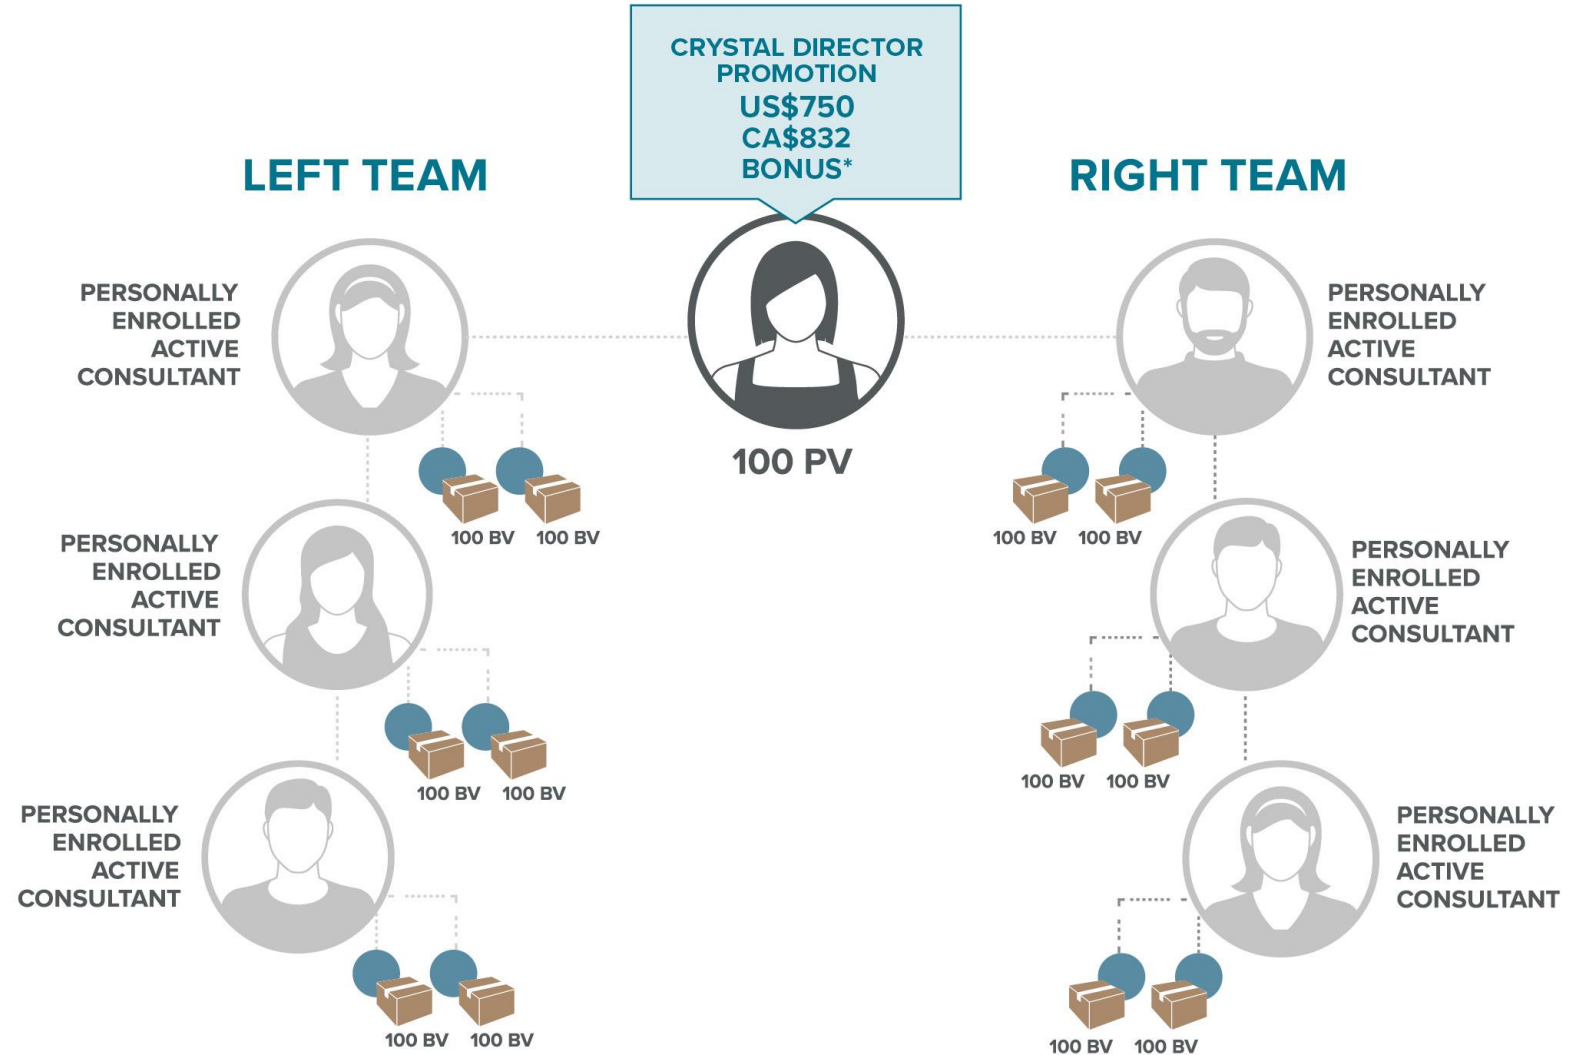 CRYSTAL DIRECTOR
PROMOTION
US$750
CA$832
BONUS*
LEFT TEAM
RIGHT TEAM
PERSONALLY
ENROLLED
ACTIVE
CONSULTANT
100 PV
PERSONALLY
ENROLLED
ACTIVE
CONSULTANT
100 BV 100 BV
100 BV 100 BV
PERSONALLY
ENROLLED
ACTIVE
CONSULTANT
PERSONALLY
ENROLLED
ACTIVE
CONSULTANT
100 BV 100 BV
100 BV 100 BV
PERSONALLY
ENROLLED
ACTIVE
CONSULTANT
PERSONALLY
ENROLLED
ACTIVE
CONSULTANT
100 BV 100 BV
100 BV 100 BV